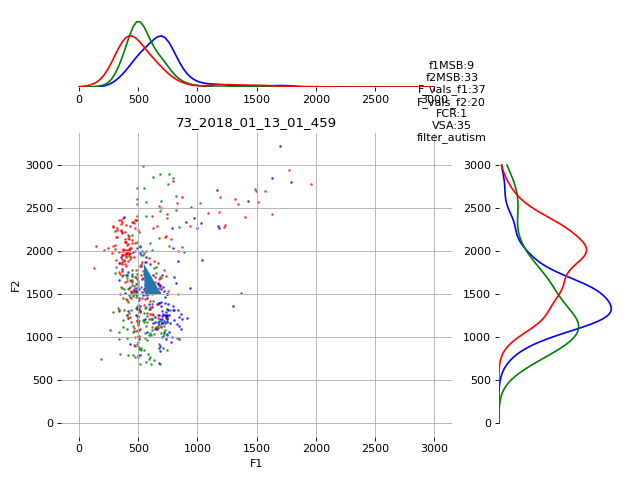 0 500 1000 1500 2000 2500 3000
f1MSB:9
f2MSB:33
F_vals_f1:37
F_vals_f2:20
FCR:1
VSA:35
filter_autism
73_2018_01_13_01_459
3000
2500
2000
1500
1000
500
0
F2
0 500 1000 1500 2000 2500 3000
F1
3000
2500
2000
1500
1000
500
0